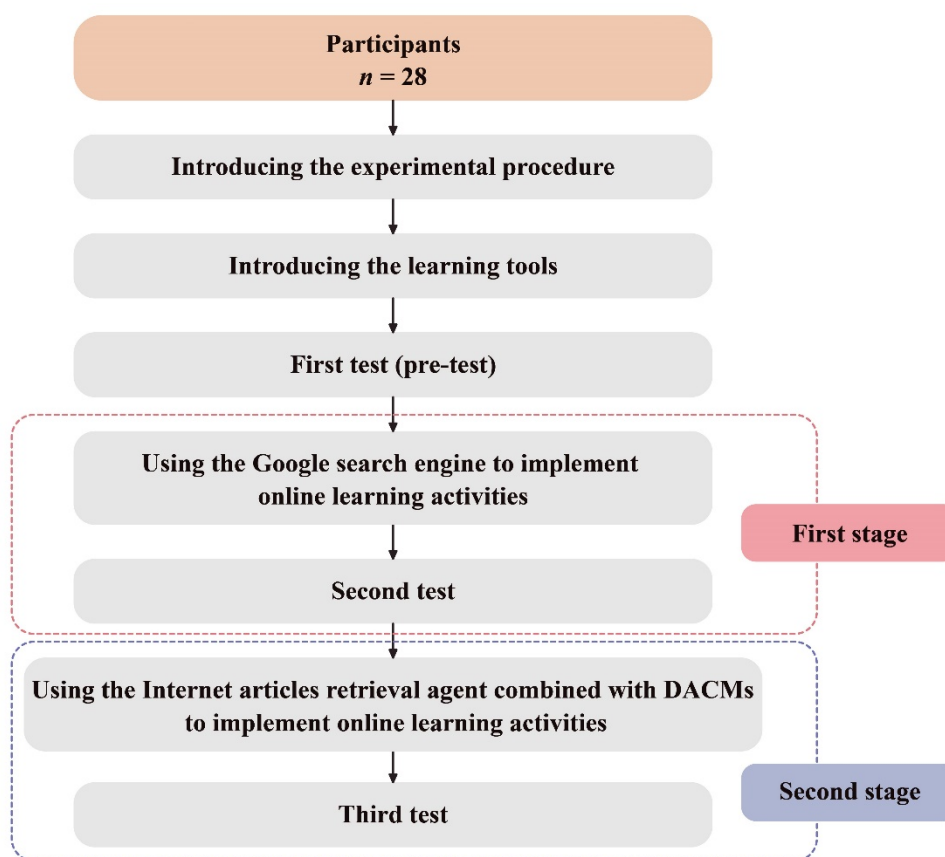 Participants
n = 28
Introducing the experimental procedure
Introducing the learning tools
First test (pre-test)
Using the Google search engine to implement
online learning activities
First stage
Second test
Using the Internet articles retrieval agent combined with DACMs
to implement online learning activities
Second stage
Third test